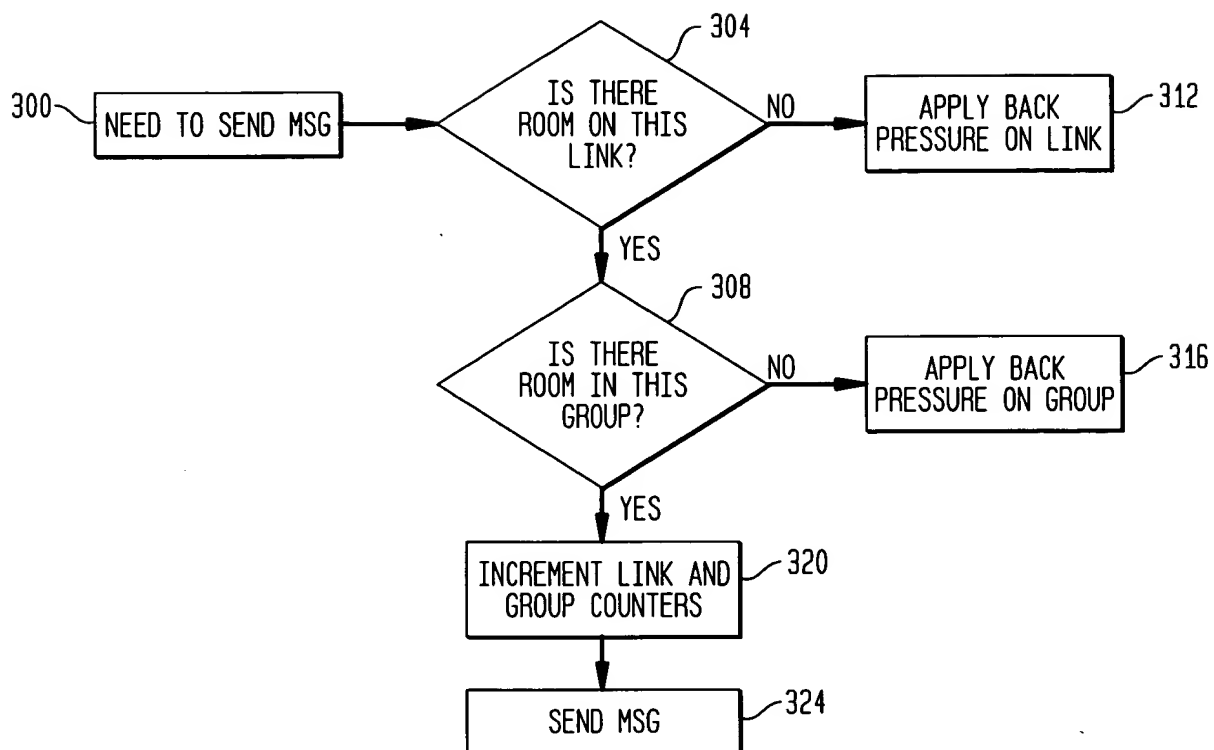 304
300
NEED TO SEND MSG
IS THERE
ROOM ON THIS
LINK?
NO
APPLY BACK
PRESSURE ON LINK
312
YES
308
IS THERE
ROOM IN THIS
GROUP?
NO
APPLY BACK
PRESSURE ON GROUP
316
YES
INCREMENT LINK AND
GROUP COUNTERS
320
SEND MSG
324